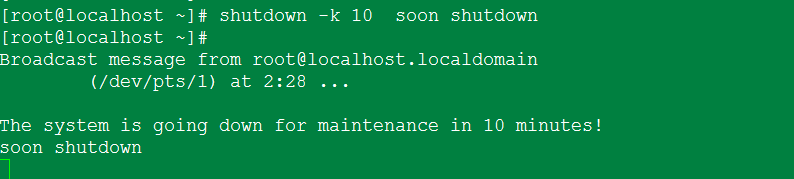 [root@localhost ~]# shutdown -k 10  soon shutdown
[root@localhost ~]#
Broadcast message from root@localhost.localdomain
        (/dev/pts/1) at 2:28 ...

The system is going down for maintenance in 10 minutes!
soon shutdown